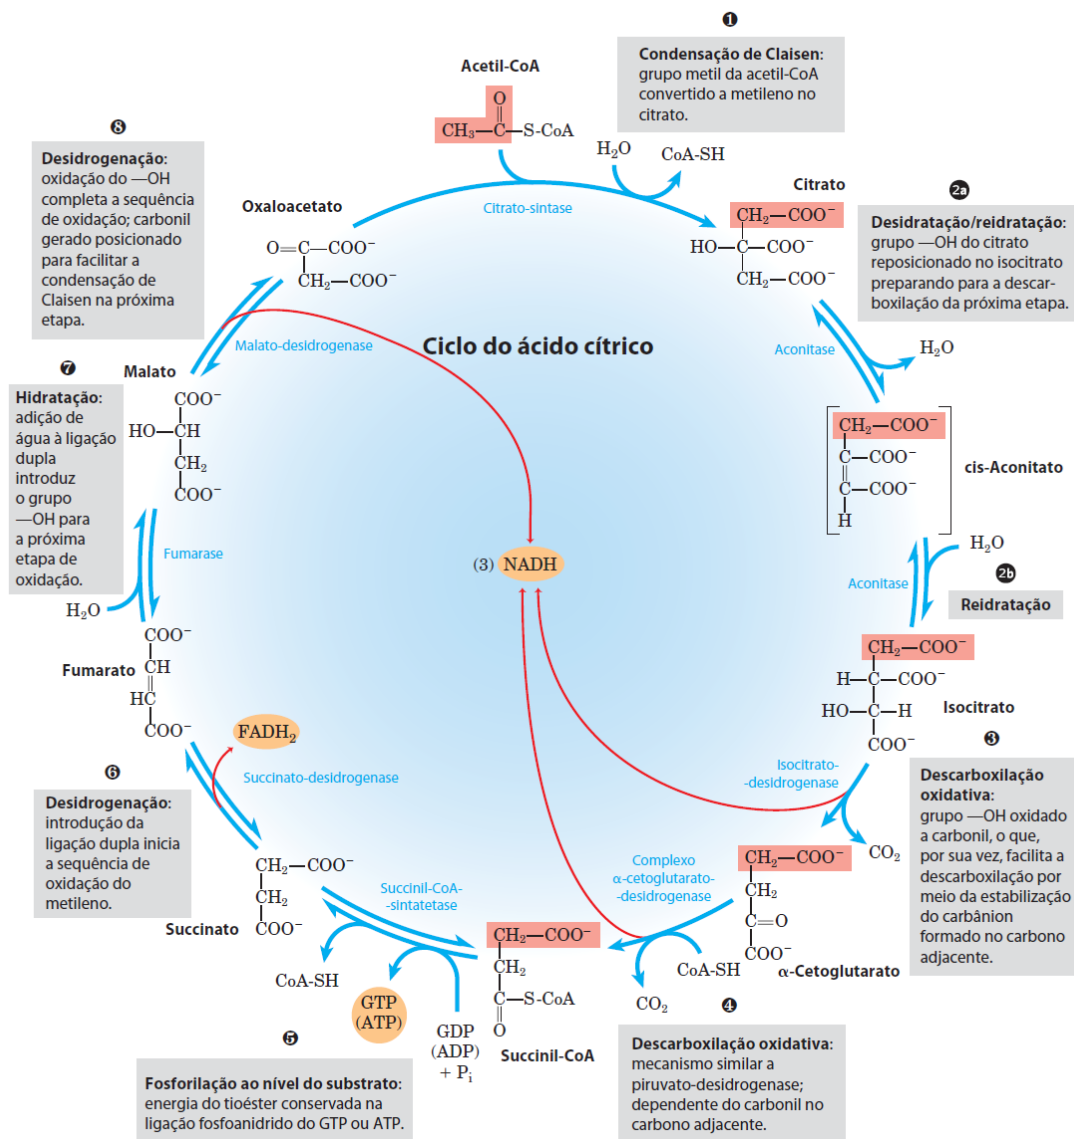 ❶
Condensação de Claisen:
grupo metil da acetil-CoA
convertido a metileno no
citrato.
Acetil-CoA
O
CH₃—C—S-CoA
H₂O
CoA-SH
Citrato-sintase
Citrato
CH₂—COO⁻
HO—C—COO⁻
CH₂—COO⁻
2a
Desidratação/reidratação:
grupo —OH do citrato
reposicionado no isocitrato
preparando para a descar-
boxilação da próxima etapa.
Aconitase
H₂O
CH₂—COO⁻
C—COO⁻
C—COO⁻
H
cis-Aconitato
Aconitase
H₂O
2b
Reidratação
CH₂—COO⁻
H—C—COO⁻
HO—C—H
COO⁻
Isocitrato
❸
Descarboxilação
oxidativa:
grupo —OH oxidado
a carbonil, o que,
por sua vez, facilita a
descarboxilação por
meio da estabilização
do carbânion
formado no carbono
adjacente.
Isocitrato-
-desidrogenase
CO₂
CH₂—COO⁻
CH₂
C=O
COO⁻
α-Cetoglutarato
Complexo
α-cetoglutarato-
-desidrogenase
CoA-SH
CO₂
❹
Descarboxilação oxidativa:
mecanismo similar a
piruvato-desidrogenase;
dependente do carbonil no
carbono adjacente.
CH₂—COO⁻
CH₂
C—S-CoA
O
Succinil-CoA
Succinil-CoA-
-sintatetase
GDP
(ADP)
+ Pᵢ
GTP
(ATP)
CoA-SH
❺
Fosforilação ao nível do substrato:
energia do tioéster conservada na
ligação fosfoanidrido do GTP ou ATP.
CH₂—COO⁻
CH₂
COO⁻
Succinato
❻
Desidrogenação:
introdução da
ligação dupla inicia
a sequência de
oxidação do
metileno.
Succinato-desidrogenase
FADH₂
Fumarato
COO⁻
CH
HC
COO⁻
H₂O
Fumarase
❼
Hidratação:
adição de
água à ligação
dupla
introduz
o grupo
—OH para
a próxima
etapa de
oxidação.
Malato
COO⁻
HO—CH
CH₂
COO⁻
Malato-desidrogenase
❽
Desidrogenação:
oxidação do —OH
completa a sequência
de oxidação; carbonil
gerado posicionado
para facilitar a
condensação de
Claisen na próxima
etapa.
Oxaloacetato
O=C—COO⁻
CH₂—COO⁻
Ciclo do ácido cítrico
(3) NADH